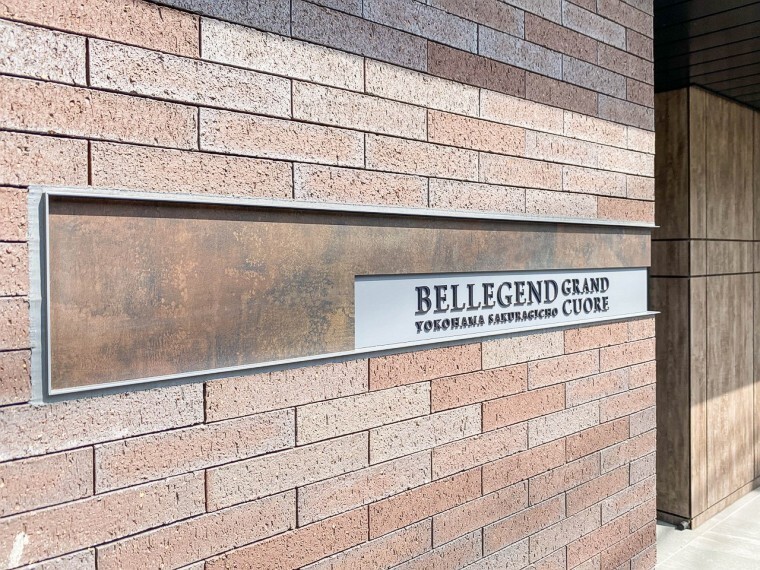 BELLEGEND GRAND
YOKOHAMA SAKURAGICHO CUORE